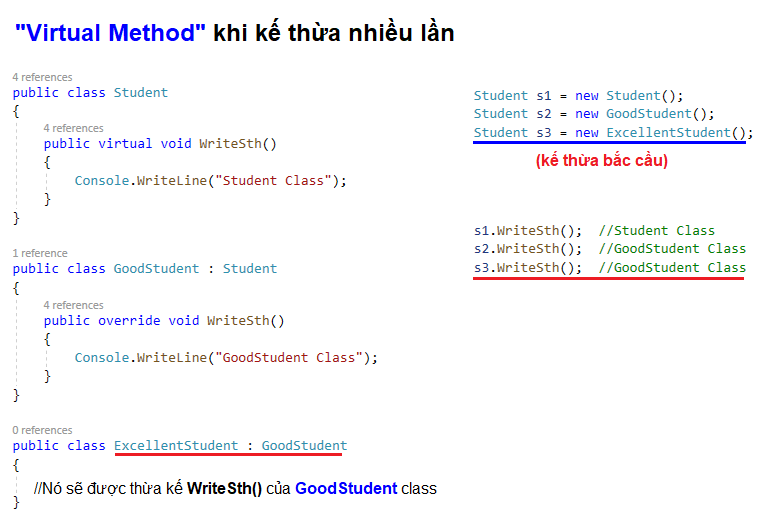 "Virtual Method" khi kế thừa nhiều lần
4 references
public class Student
{
4 references
public virtual void WriteSth()
{
Console.WriteLine("Student Class");
}
}
1 reference
public class GoodStudent : Student
{
4 references
public override void WriteSth()
{
Console.WriteLine("GoodStudent Class");
}
}
0 references
public class ExcellentStudent : GoodStudent
{
//Nó sẽ được thừa kế WriteSth() của GoodStudent class
}
Student s1 = new Student();
Student s2 = new GoodStudent();
Student s3 = new ExcellentStudent();
(kế thừa bắc cầu)
s1.WriteSth();  //Student Class
s2.WriteSth();  //GoodStudent Class
s3.WriteSth();  //GoodStudent Class